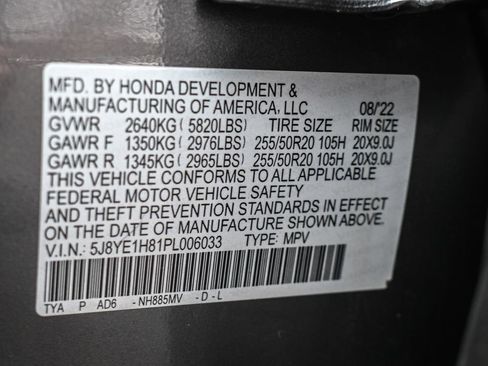 MFD. BY HONDA DEVELOPMENT &
MANUFACTURING OF AMERICA, LLC 08/'22
GVWR 2640KG ( 5820LBS) TIRE SIZE RIM SIZE
GAWR F 1350KG ( 2976LBS) 255/50R20 105H 20X9.0J
GAWR R 1345KG ( 2965LBS) 255/50R20 105H 20X9.0J
THIS VEHICLE CONFORMS TO ALL APPLICABLE
FEDERAL MOTOR VEHICLE SAFETY
AND THEFT PREVENTION STANDARDS IN EFFECT
ON THE DATE OF MANUFACTURE SHOWN ABOVE.
V.I.N.: 5J8YE1H81PL006033 TYPE: MPV
TYA P AD6 -NH885MV -D-L